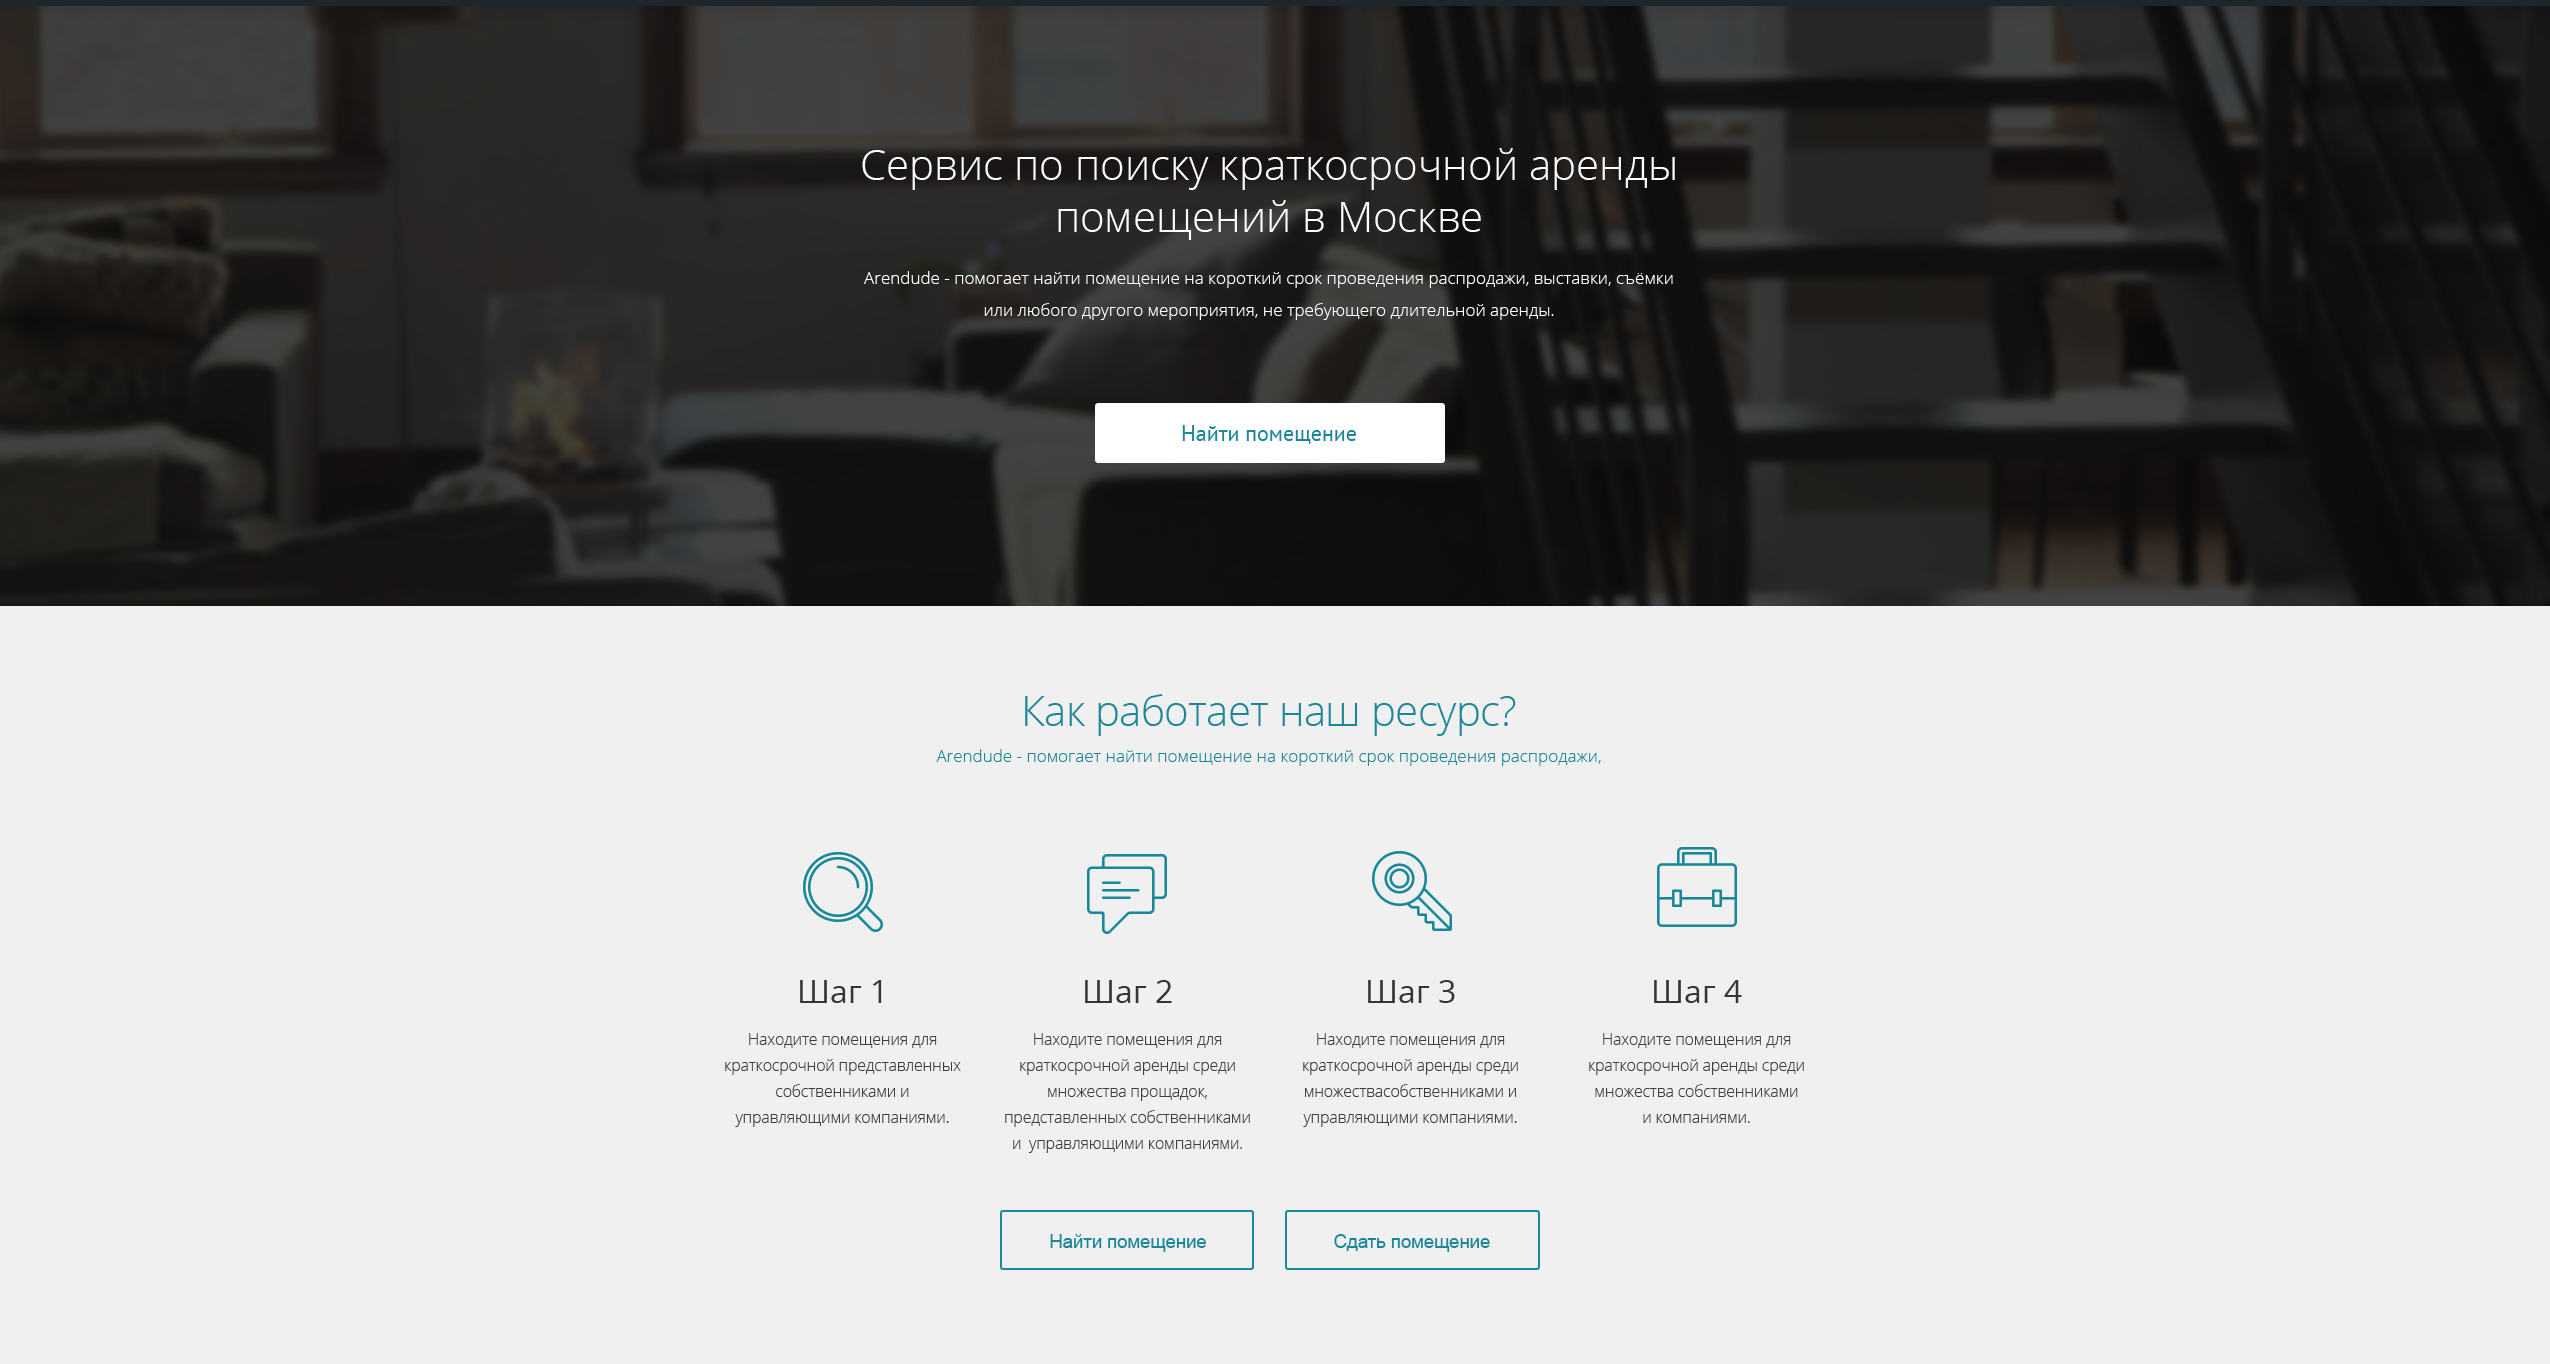 Сервис по поиску краткосрочной аренды
помещений в Москве
Arendude - помогает найти помещение на короткий срок проведения распродажи, выставки, съёмки
или любого другого мероприятия, не требующего длительной аренды.
Найти помещение
Как работает наш ресурс?
Arendude - помогает найти помещение на короткий срок проведения распродажи,
Шаг 1
Находите помещения для
краткосрочной представленных
собственниками и
управляющими компаниями.
Шаг 2
Находите помещения для
краткосрочной аренды среди
множества прощадок,
представленных собственниками
и управляющими компаниями.
Шаг 3
Находите помещения для
краткосрочной аренды среди
множествасобственниками и
управляющими компаниями.
Шаг 4
Находите помещения для
краткосрочной аренды среди
множества собственниками
и компаниями.
Найти помещение
Сдать помещение